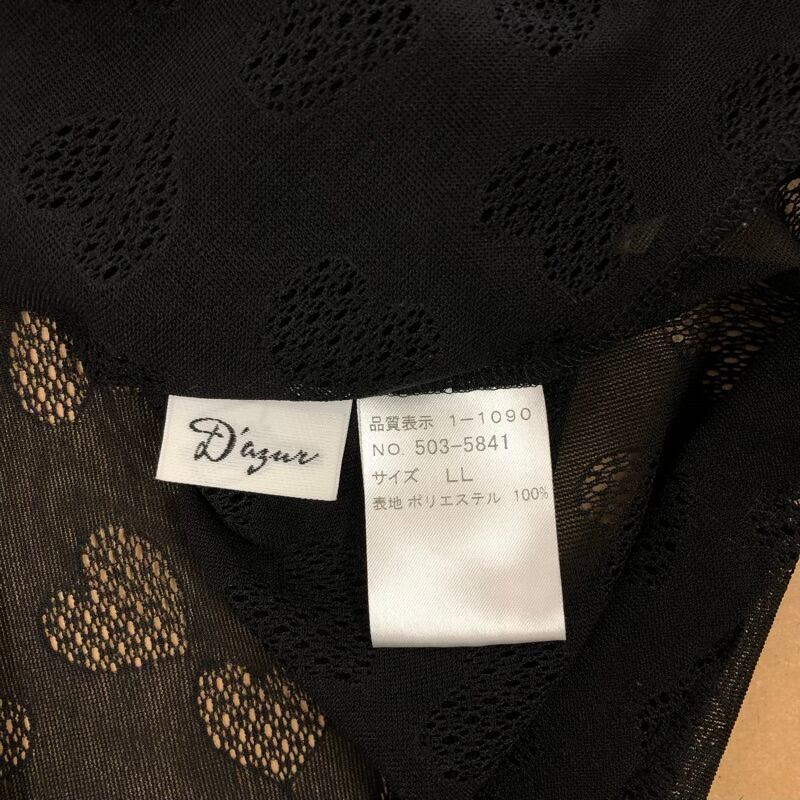 D'azur
品質表示 1-1090
NO. 503-5841
サイズ LL
表地 ポリエステル 100%